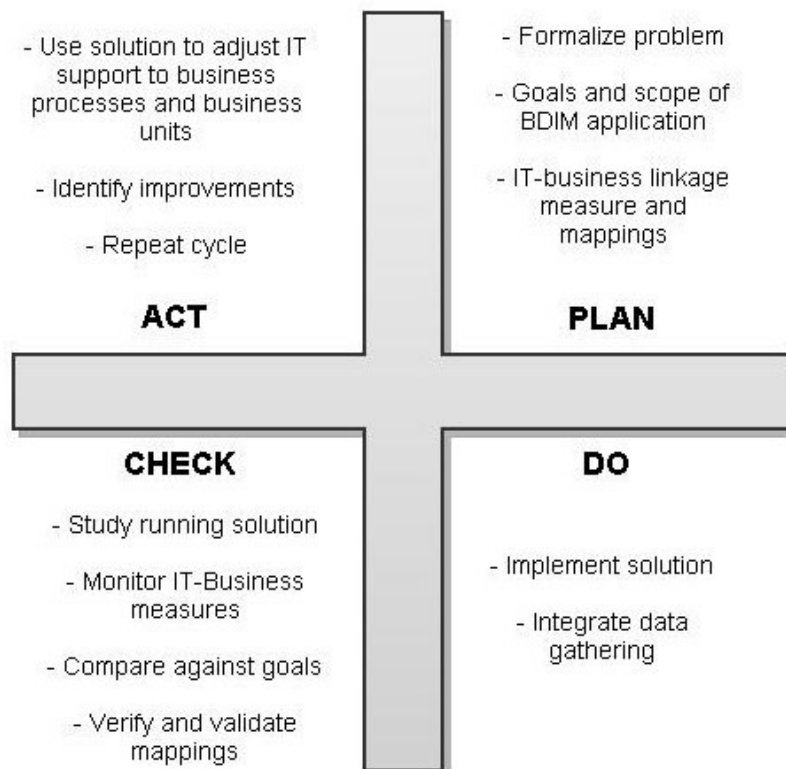 - Use solution to adjust IT
support to business
processes and business
units
- Identify improvements
- Repeat cycle
ACT
- Formalize problem
- Goals and scope of
BDIM application
- IT-business linkage
measure and
mappings
PLAN
CHECK
- Study running solution
- Monitor IT-Business
measures
- Compare against goals
- Verify and validate
mappings
DO
- Implement solution
- Integrate data
gathering